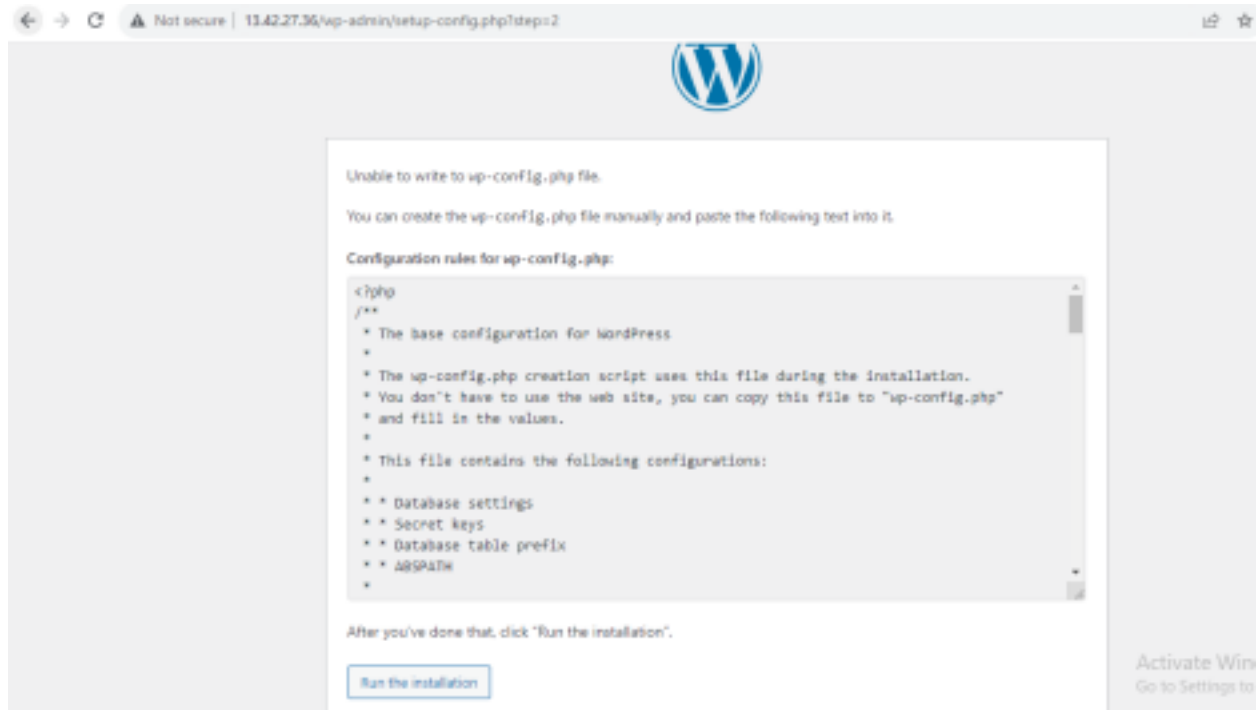 Not secure | 13.42.27.36/wp-admin/setup-config.php?step=2
W
Unable to write to wp-config.php file.
You can create the wp-config.php file manually and paste the following text into it.
Configuration rules for wp-config.php:
<?php
/**
* The base configuration for WordPress
*
* The wp-config.php creation script uses this file during the installation.
* You don't have to use the web site, you can copy this file to "wp-config.php"
* and fill in the values.
*
* This file contains the following configurations:
*
* * Database settings
* * Secret keys
* * Database table prefix
* * ABSPATH
*
After you've done that, click "Run the installation".
Run the installation
Activate Win
Go to Settings to